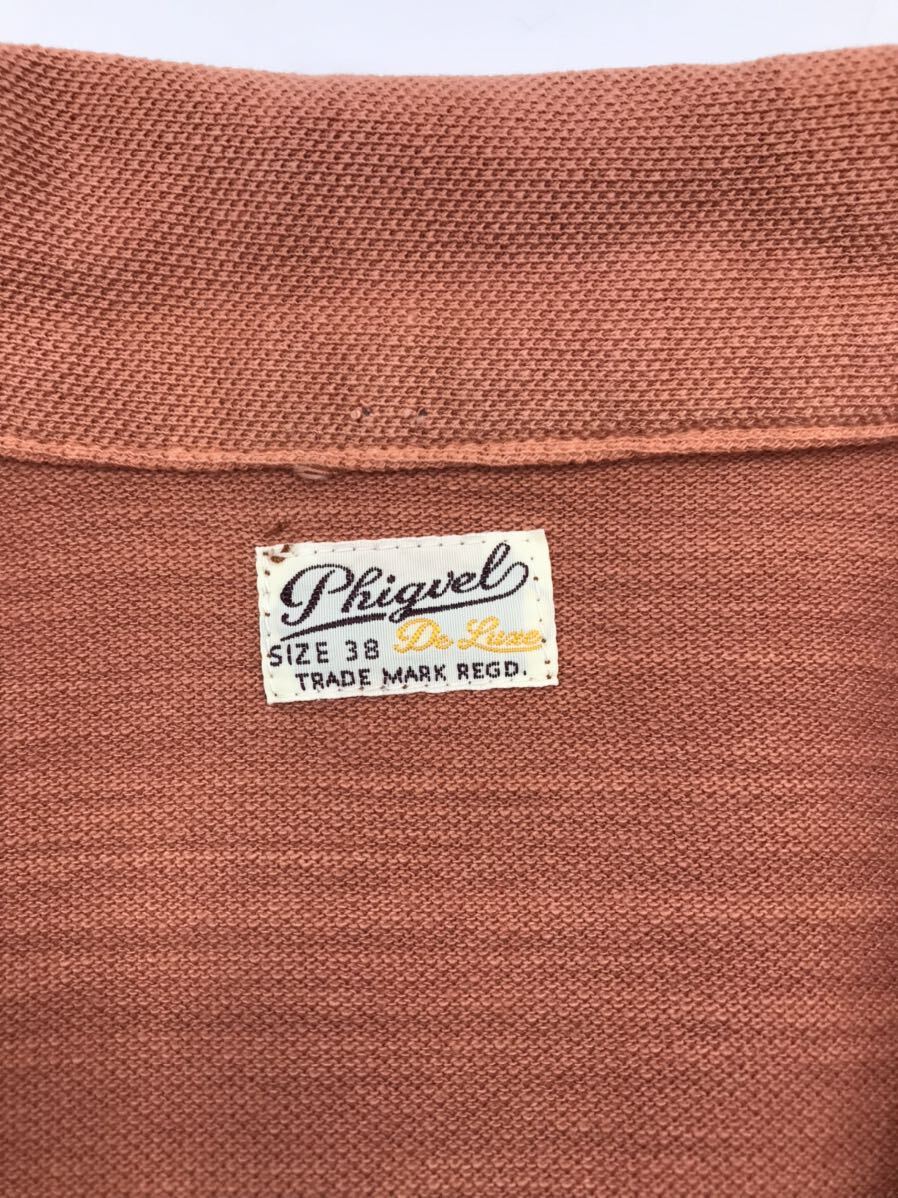 Phigvel
De Luxe
SIZE 38
TRADE MARK REGD.